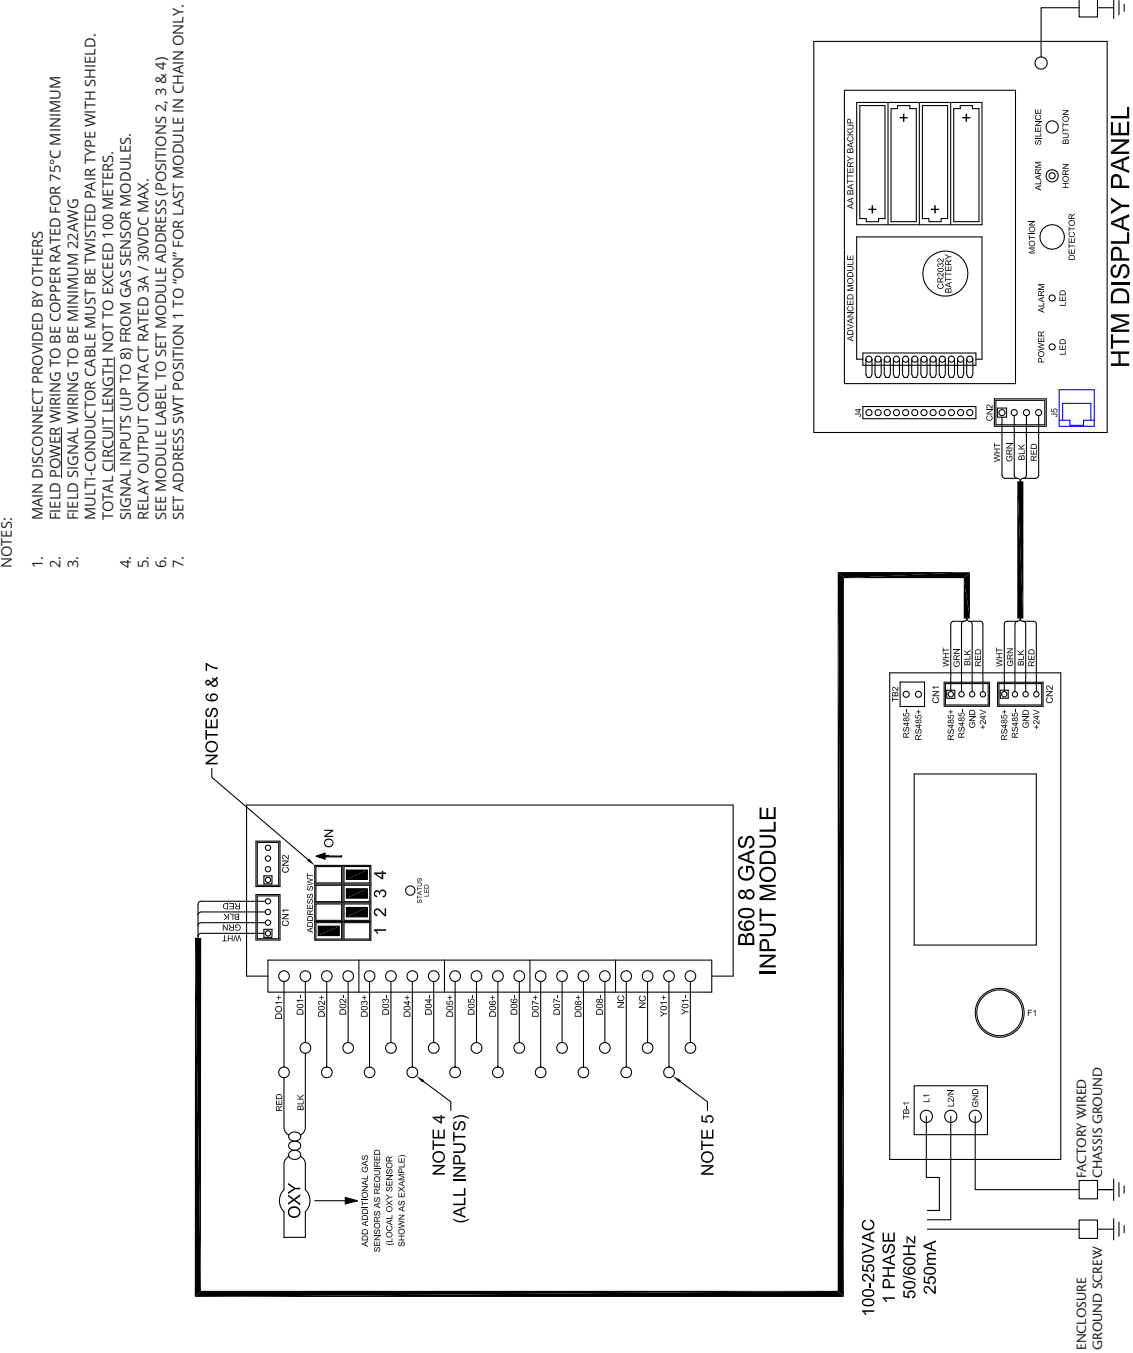 NOTES:
1. MAIN DISCONNECT PROVIDED BY OTHERS
2. FIELD POWER WIRING TO BE COPPER RATED FOR 75°C MINIMUM
3. FIELD SIGNAL WIRING TO BE MINIMUM 22AWG
MULTI-CONDUCTOR CABLE MUST BE TWISTED PAIR TYPE WITH SHIELD.
TOTAL CIRCUIT LENGTH NOT TO EXCEED 100 METERS.
4. SIGNAL INPUTS (UP TO 8) FROM GAS SENSOR MODULES.
5. RELAY OUTPUT CONTACT RATED 3A / 30VDC MAX.
6. SEE MODULE LABEL TO SET MODULE ADDRESS (POSITIONS 2, 3 & 4)
7. SET ADDRESS SWT POSITION 1 TO “ON” FOR LAST MODULE IN CHAIN ONLY.
NOTES 6 & 7
WHT
GRN
BLK
RED
CN1
CN2
ADDRESS SWT
ON
1 2 3 4
STATUS
LED
B60 8 GAS
INPUT MODULE
DO1+
D01-
D02+
D02-
D03+
D03-
D04+
D04-
D05+
D05-
D06+
D06-
D07+
D07-
D08+
D08-
NC
NC
Y01+
Y01-
RED
BLK
OXY
ADD ADDITIONAL GAS
SENSORS AS REQUIRED
(LOCAL OXY SENSOR
SHOWN AS EXAMPLE)
NOTE 4
(ALL INPUTS)
NOTE 5
AA BATTERY BACKUP
+
+
+
+
ADVANCED MODULE
CR2032
BATTERY
SILENCE
BUTTON
ALARM
HORN
MOTION
DETECTOR
ALARM
LED
POWER
LED
J4
CN2
J5
HTM DISPLAY PANEL
WHT
GRN
BLK
RED
WHT
GRN
BLK
RED
WHT
GRN
BLK
RED
TB2
RS485-
RS485+
CN1
RS485+
RS485-
GND
+24V
RS485+
RS485-
GND
+24V
CN2
F1
TB-1
L1
L2/N
GND
100-250VAC
1 PHASE
50/60Hz
250mA
FACTORY WIRED
CHASSIS GROUND
ENCLOSURE
GROUND SCREW